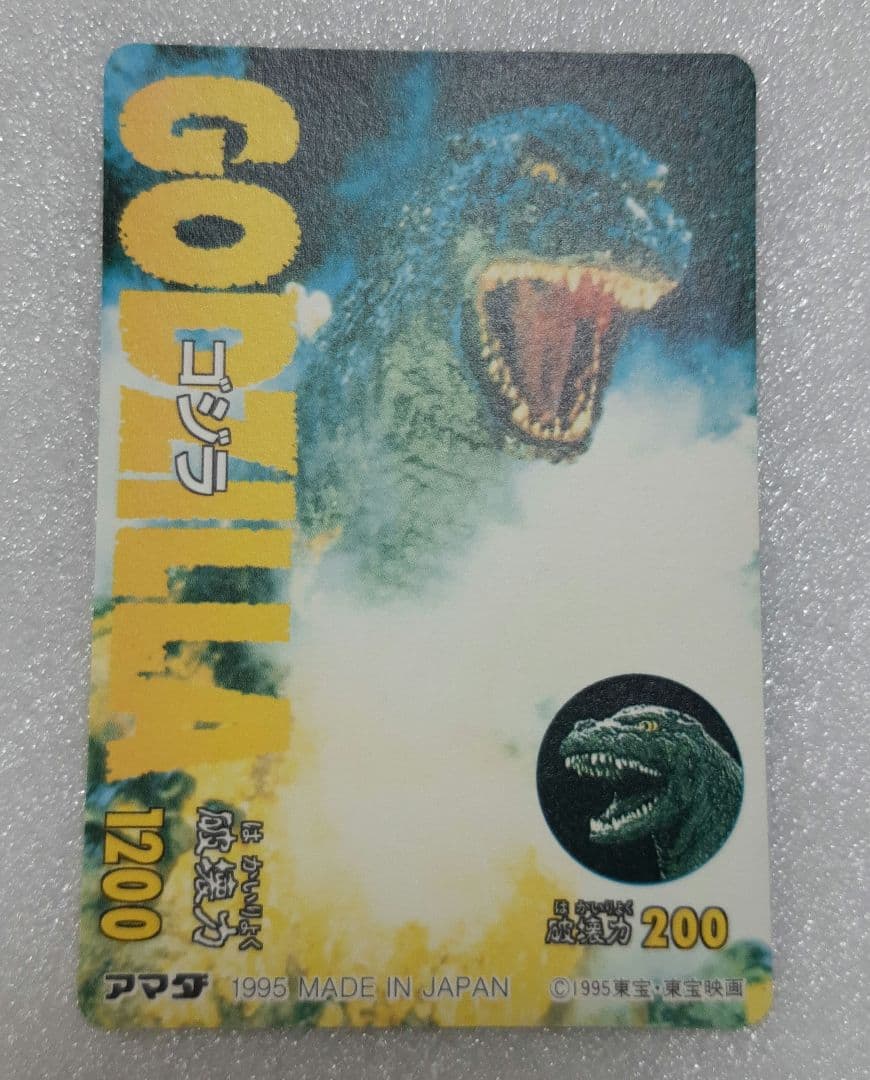 GODZILLA
ゴジラ
はかいりょく
破壊力
1200
はかいりょく
破壊力 200
アマダ 1995 MADE IN JAPAN ©1995東宝・東宝映画